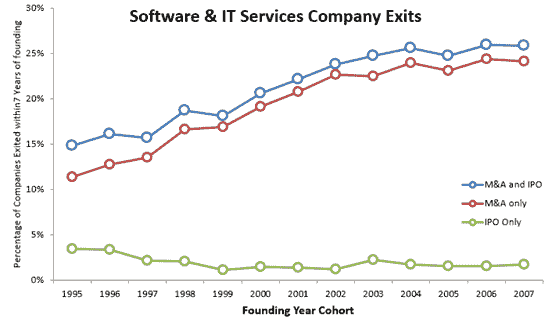 Software & IT Services Company Exits
Percentage of Companies Exited within7 Years of founding
30%
25%
20%
15%
10%
5%
0%
M&A and IPO
M&A only
IPO Only
1995 1996 1997 1998 1999 2000 2001 2002 2003 2004 2005 2006 2007
Founding Year Cohort